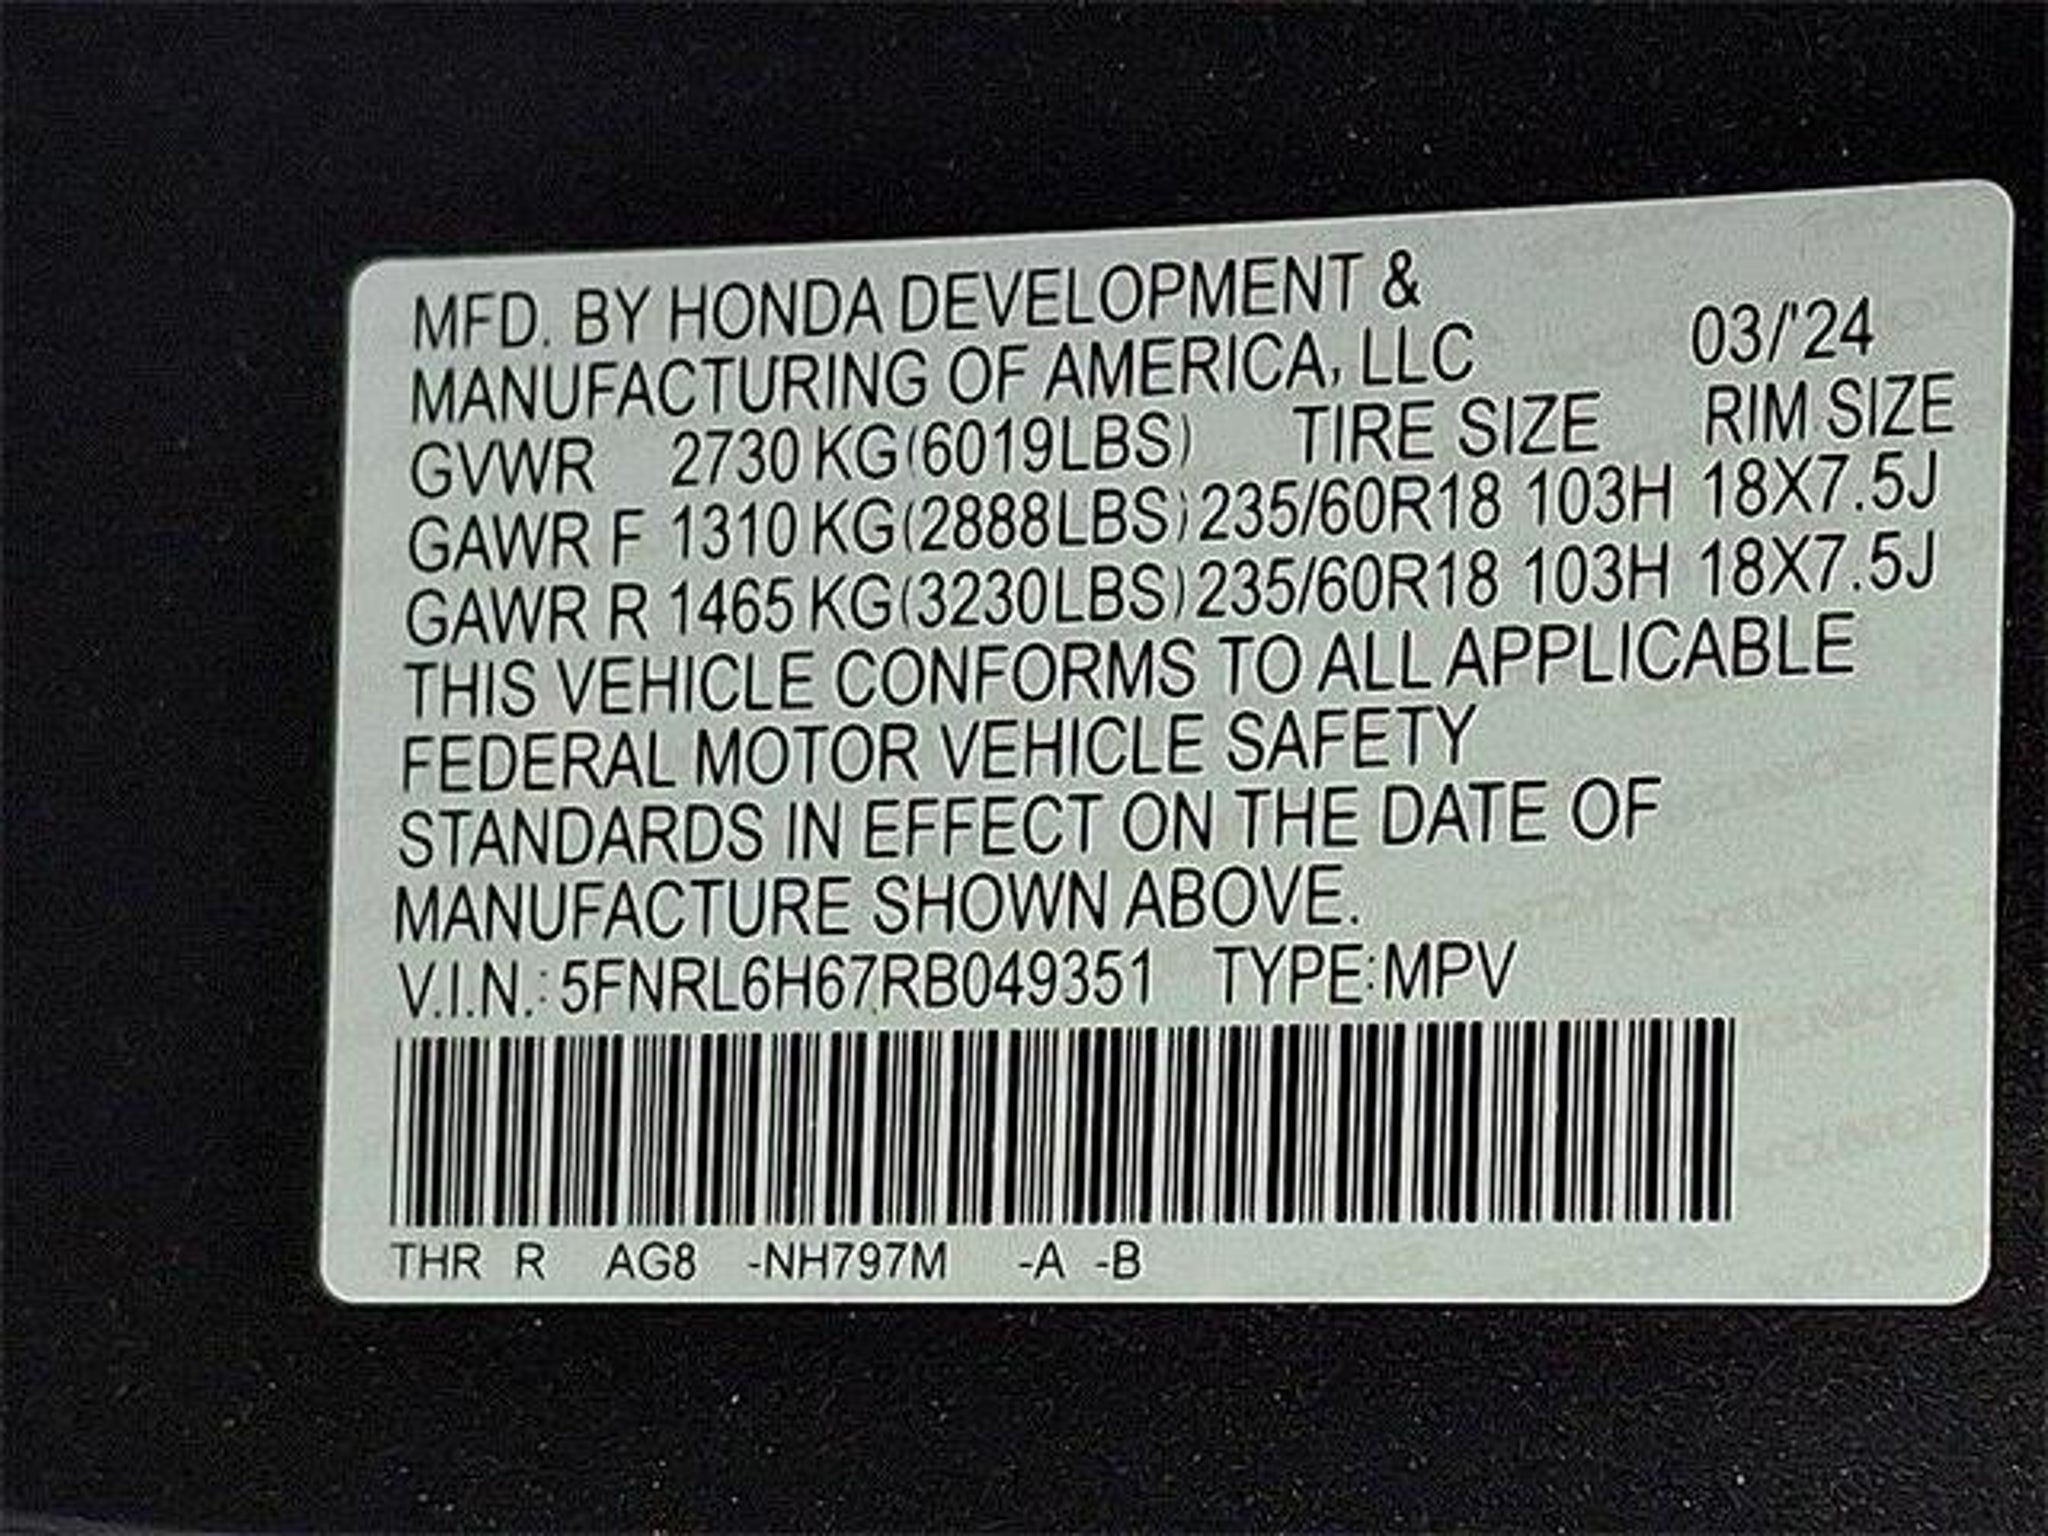 MFD. BY HONDA DEVELOPMENT &
MANUFACTURING OF AMERICA, LLC 03/'24
GVWR 2730 KG(6019LBS) TIRE SIZE RIM SIZE
GAWR F 1310 KG(2888LBS) 235/60R18 103H 18X7.5J
GAWR R 1465 KG(3230LBS) 235/60R18 103H 18X7.5J
THIS VEHICLE CONFORMS TO ALL APPLICABLE
FEDERAL MOTOR VEHICLE SAFETY
STANDARDS IN EFFECT ON THE DATE OF
MANUFACTURE SHOWN ABOVE.
V.I.N.: 5FNRL6H67RB049351 TYPE:MPV
THR R AG8 -NH797M -A -B